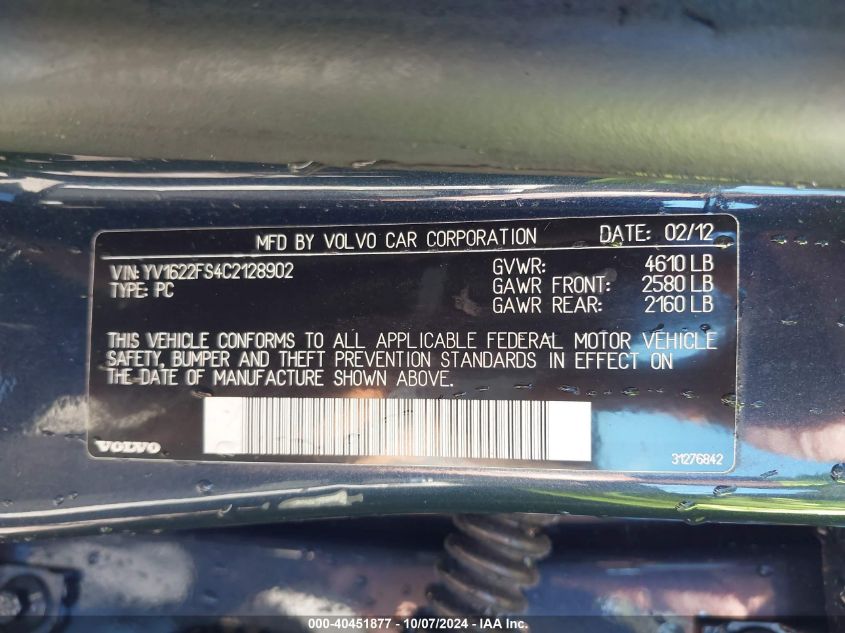 MFD BY VOLVO CAR CORPORATION DATE: 02/12
VIN: YV1622FS4C2128902 GVWR: 4610 LB
TYPE: PC GAWR FRONT: 2580 LB
GAWR REAR: 2160 LB
THIS VEHICLE CONFORMS TO ALL APPLICABLE FEDERAL MOTOR VEHICLE
SAFETY, BUMPER AND THEFT PREVENTION STANDARDS IN EFFECT ON
THE DATE OF MANUFACTURE SHOWN ABOVE.
VOLVO 31276842
000-40451877 - 10/07/2024 - IAA Inc.